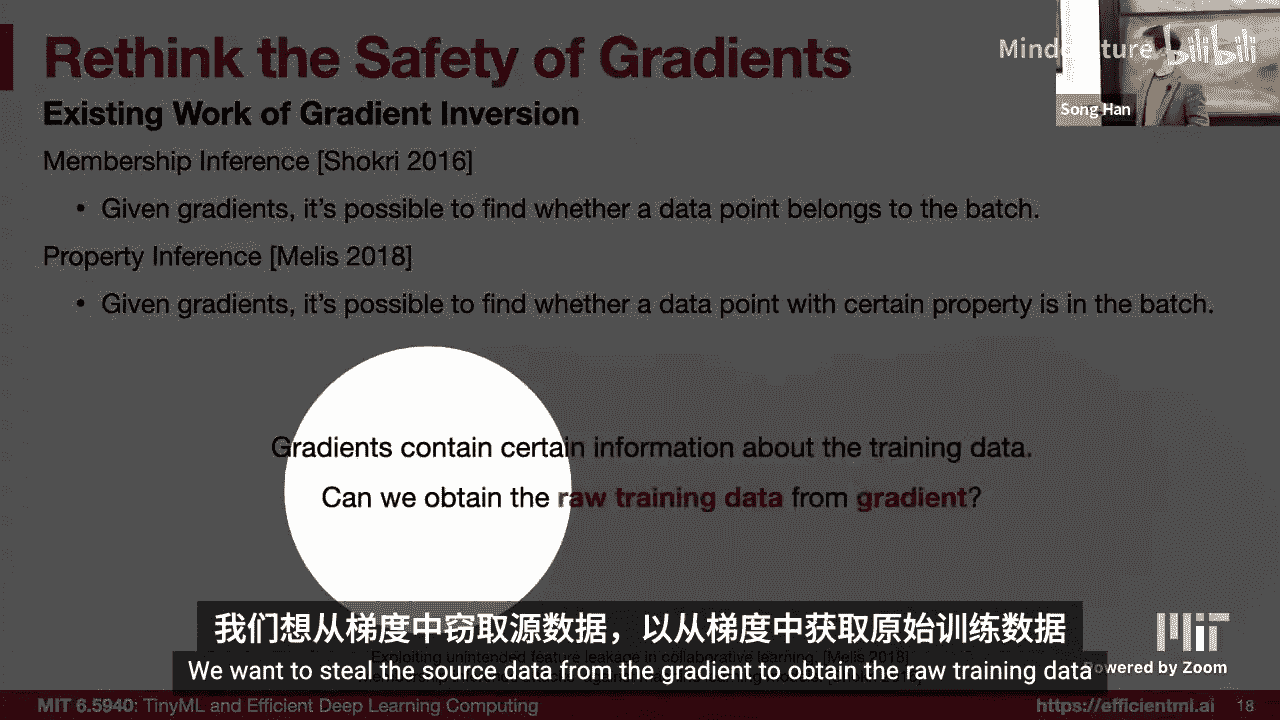 Rethink the Safety of Gradients
Existing Work of Gradient Inversion
Membership Inference [Shokri 2016]
• Given gradients, it's possible to find whether a data point belongs to the batch.
Property Inference [Melis 2018]
• Given gradients, it's possible to find whether a data point with certain property is in the batch.
Gradients contain certain information about the training data.
Can we obtain the raw training data from gradient?
Song Han
bilibili
Exploiting unintended feature leakage in collaborative learning. [Melis 2018]
我们想从梯度中窃取源数据，以从梯度中获取原始训练数据
We want to steal the source data from the gradient to obtain the raw training data
MIT
Powered by Zoom
MIT 6.5940: TinyML and Efficient Deep Learning Computing
https://efficientml.ai
18